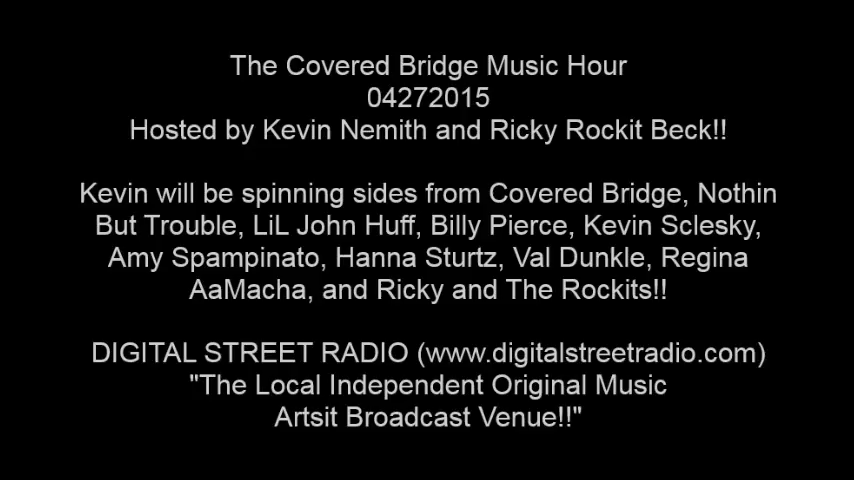 The Covered Bridge Music Hour
04272015
Hosted by Kevin Nemith and Ricky Rockit Beck!!
Kevin will be spinning sides from Covered Bridge, Nothin
But Trouble, LiL John Huff, Billy Pierce, Kevin Sclesky,
Amy Spampinato, Hanna Sturtz, Val Dunkle, Regina
AaMacha, and Ricky and The Rockits!!
DIGITAL STREET RADIO (www.digitalstreetradio.com)
"The Local Independent Original Music
Artsit Broadcast Venue!!"